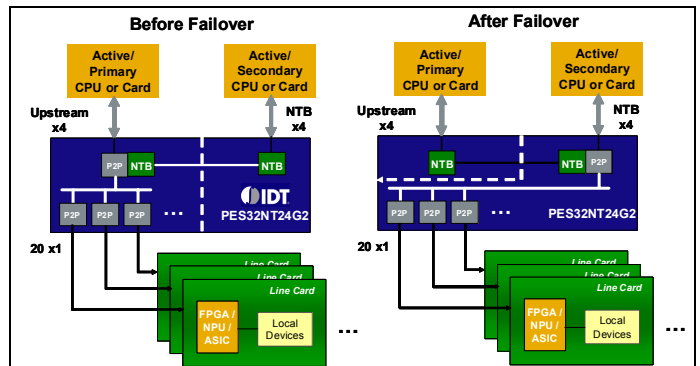 Before Failover
Active/
Primary
CPU or Card
Active/
Secondary
CPU or Card
Upstream
x4
NTB
x4
P2P
NTB
NTB
IDT
P2P
P2P
P2P
...
PES32NT24G2
20 x1
Line Card
Line Card
Line Card
FPGA /
NPU /
ASIC
Local
Devices
...
After Failover
Active/
Primary
CPU or Card
Active/
Secondary
CPU or Card
Upstream
x4
NTB
x4
NTB
NTB
P2P
P2P
P2P
P2P
...
PES32NT24G2
20 x1
Line Card
Line Card
Line Card
FPGA /
NPU /
ASIC
Local
Devices
...